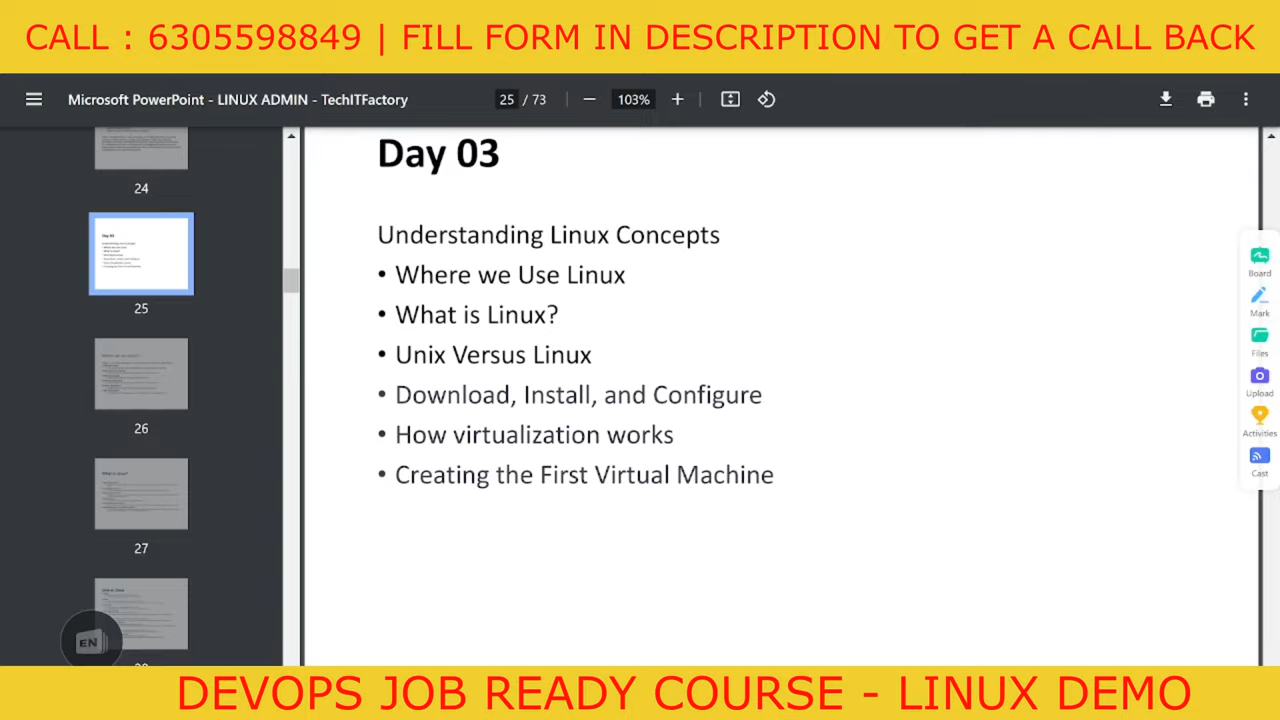 CALL : 6305598849 | FILL FORM IN DESCRIPTION TO GET A CALL BACK
Microsoft PowerPoint - LINUX ADMIN - TechITFactory
25 / 73
103%
24
25
26
27
Day 03
Understanding Linux Concepts
• Where we Use Linux
• What is Linux?
• Unix Versus Linux
• Download, Install, and Configure
• How virtualization works
• Creating the First Virtual Machine
Board
Mark
Files
Upload
Activities
Cast
EN
DEVOPS JOB READY COURSE - LINUX DEMO